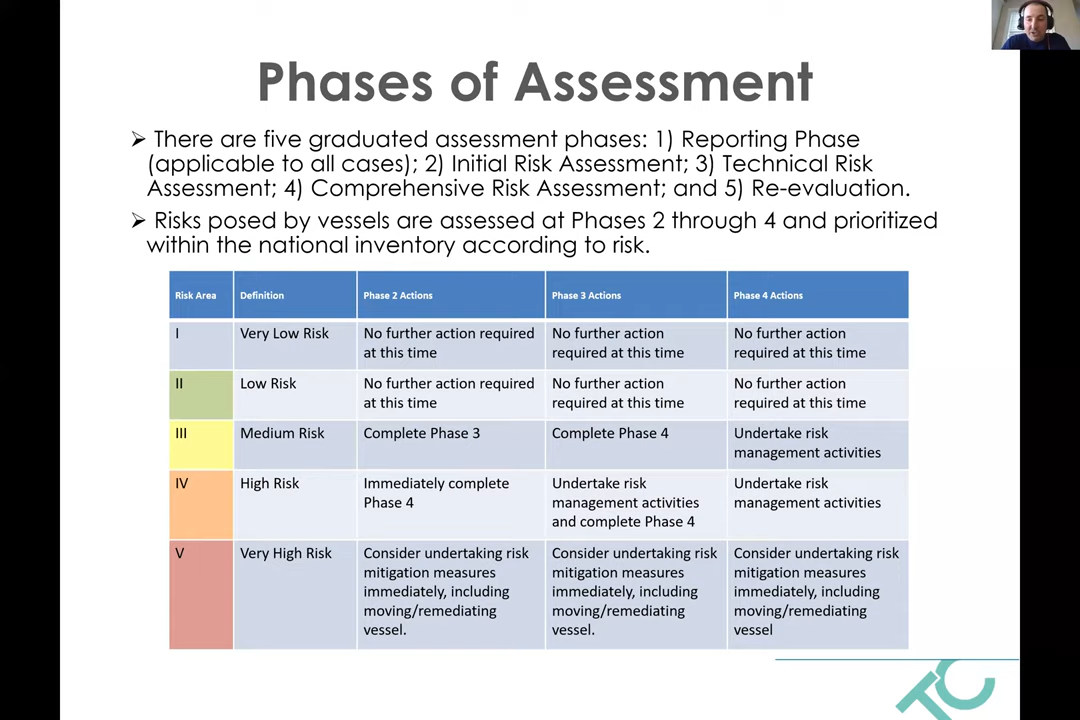 Phases of Assessment
➢ There are five graduated assessment phases: 1) Reporting Phase
(applicable to all cases); 2) Initial Risk Assessment; 3) Technical Risk
Assessment; 4) Comprehensive Risk Assessment; and 5) Re-evaluation.
➢ Risks posed by vessels are assessed at Phases 2 through 4 and prioritized
within the national inventory according to risk.
Risk Area Definition Phase 2 Actions Phase 3 Actions Phase 4 Actions
I Very Low Risk No further action required No further action No further action
at this time required at this time required at this time
II Low Risk No further action required No further action No further action
at this time required at this time required at this time
III Medium Risk Complete Phase 3 Complete Phase 4 Undertake risk
management activities
IV High Risk Immediately complete Undertake risk Undertake risk
Phase 4 management activities management activities
and complete Phase 4
V Very High Risk Consider undertaking risk Consider undertaking risk Consider undertaking risk
mitigation measures mitigation measures mitigation measures
immediately, including immediately, including immediately, including
moving/remediating moving/remediating moving/remediating
vessel. vessel. vessel
TC